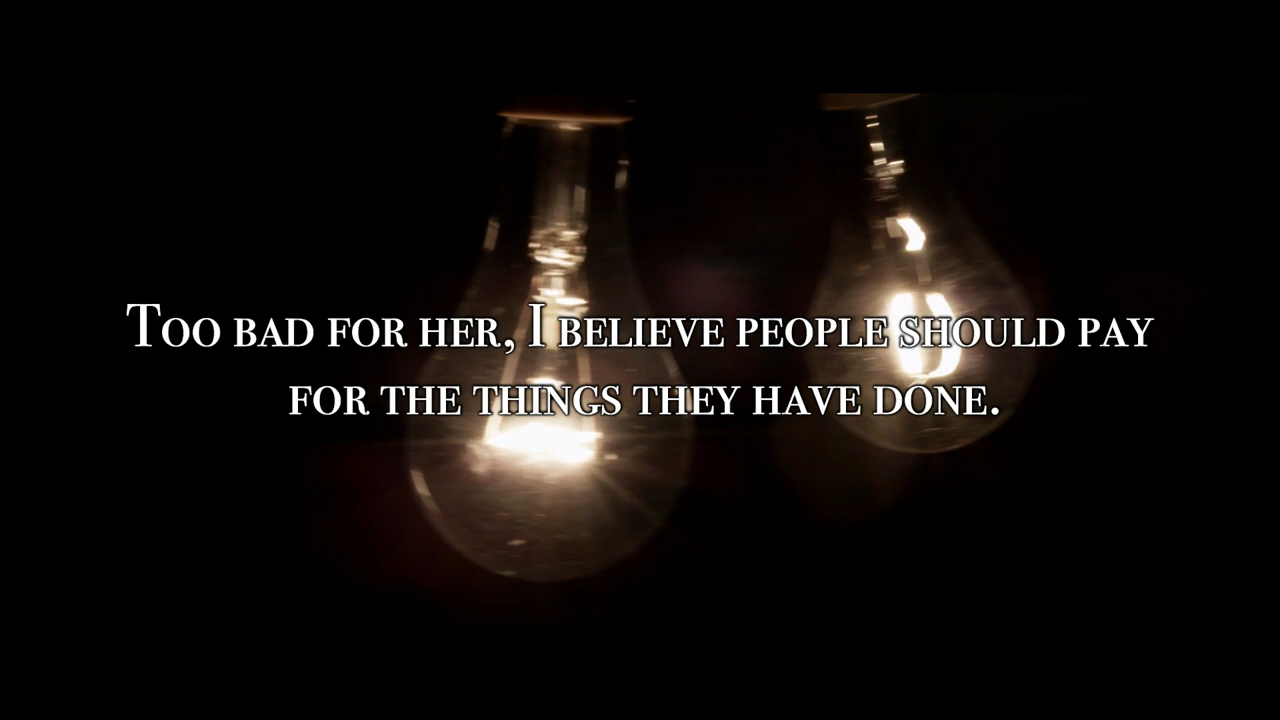 Too bad for her, I believe people should pay
for the things they have done.